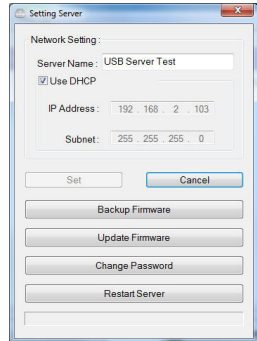 Setting Server
Network Setting :
Server Name : USB Server Test
Use DHCP
IP Address : 192 . 168 . 2 . 103
Subnet : 255 . 255 . 255 . 0
Set Cancel
Backup Firmware
Update Firmware
Change Password
Restart Server